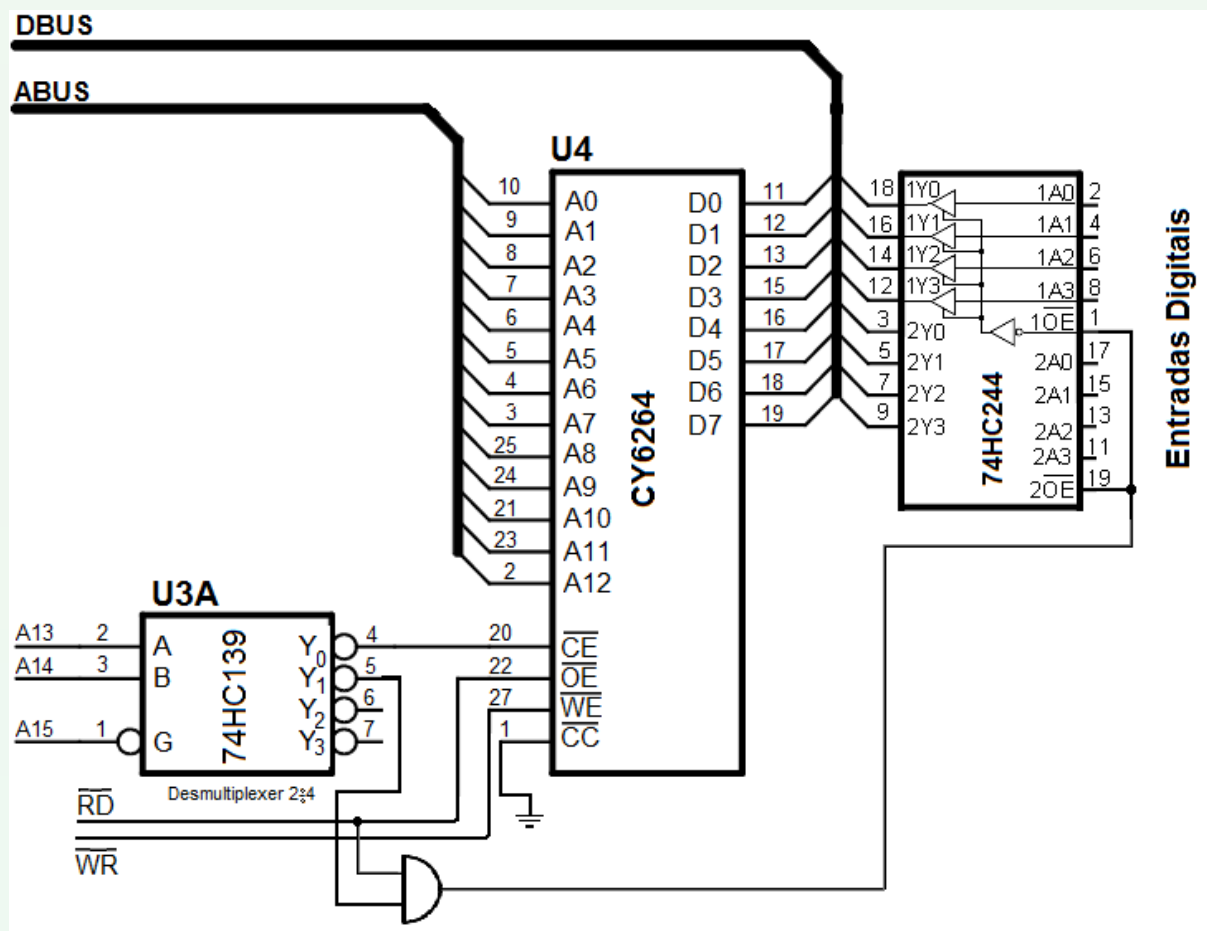 DBUS
ABUS
U4
10 A0 D0 11
9 A1 D1 12
8 A2 D2 13
7 A3 D3 15
6 A4 D4 16
5 A5 D5 17
4 A6 D6 18
3 A7 D7 19
25 A8
24 A9
21 A10
23 A11
2 A12
20 CE
22 OE
27 WE
1 CC
CY6264
18 1Y0 1A0 2
16 1Y1 1A1 4
14 1Y2 1A2 6
12 1Y3 1A3 8
3 2Y0 1OE 1
5 2Y1 2A0 17
7 2Y2 2A1 15
9 2Y3 2A2 13
2A3 11
2OE 19
74HC244
Entradas Digitais
U3A
A13 2 A Y0 4
A14 3 B Y1 5
Y2 6
A15 1 G Y3 7
74HC139
Desmultiplexer 2:4
RD
WR